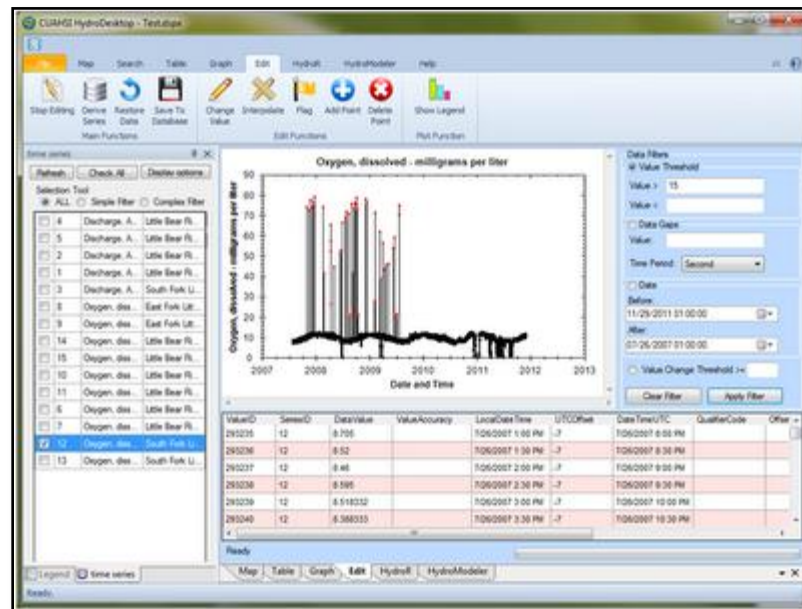 CUAHSI HydroDesktop - Test.dspx
Map Search Table Graph Edit HydroR HydroModeler Help
Stop Editing Derive Series Restore Data Save To Database Change Value Interpolate Flag Add Point Delete Point Show Legend
Main Functions Edit Functions Plot Function
time series
Refresh Check All Display options
Selection Tool
ALL Simple Filter Complex Filter
4 Discharge, A... Little Bear Ri...
5 Discharge, A... Little Bear Ri...
2 Discharge, A... Little Bear Ri...
1 Discharge, A... Little Bear Ri...
3 Discharge, A... South Fork Li...
8 Oxygen, diss... East Fork Litt...
9 Oxygen, diss... East Fork Litt...
14 Oxygen, diss... Little Bear Ri...
15 Oxygen, diss... Little Bear Ri...
10 Oxygen, diss... Little Bear Ri...
11 Oxygen, diss... Little Bear Ri...
6 Oxygen, diss... Little Bear Ri...
7 Oxygen, diss... Little Bear Ri...
12 Oxygen, diss... South Fork Li...
13 Oxygen, diss... South Fork Li...
Legend time series
Oxygen, dissolved - milligrams per liter
Oxygen, dissolved - milligrams per liter
90
80
70
60
50
40
30
20
10
0
2007 2008 2009 2010 2011 2012 2013
Date and Time
Data Filters
Value Threshold
Value > 15
Value <
Data Gaps
Value:
Time Period: Second
Date
Before:
11/29/2011 01:00:00
After:
07/26/2007 01:00:00
Value Change Threshold >=
Clear Filter Apply Filter
ValueID SeriesID DataValue ValueAccuracy LocalDateTime UTCOffset DateTimeUTC QualifierCode
293235 12 8.705 7/26/2007 1:00 PM -7 7/26/2007 8:00 PM
293236 12 8.52 7/26/2007 1:30 PM -7 7/26/2007 8:30 PM
293237 12 8.46 7/26/2007 2:00 PM -7 7/26/2007 9:00 PM
293238 12 8.595 7/26/2007 2:30 PM -7 7/26/2007 9:30 PM
293239 12 8.518332 7/26/2007 3:00 PM -7 7/26/2007 10:00 PM
293240 12 8.388333 7/26/2007 3:30 PM -7 7/26/2007 10:30 PM
Ready
Map Table Graph Edit HydroR HydroModeler
Ready.